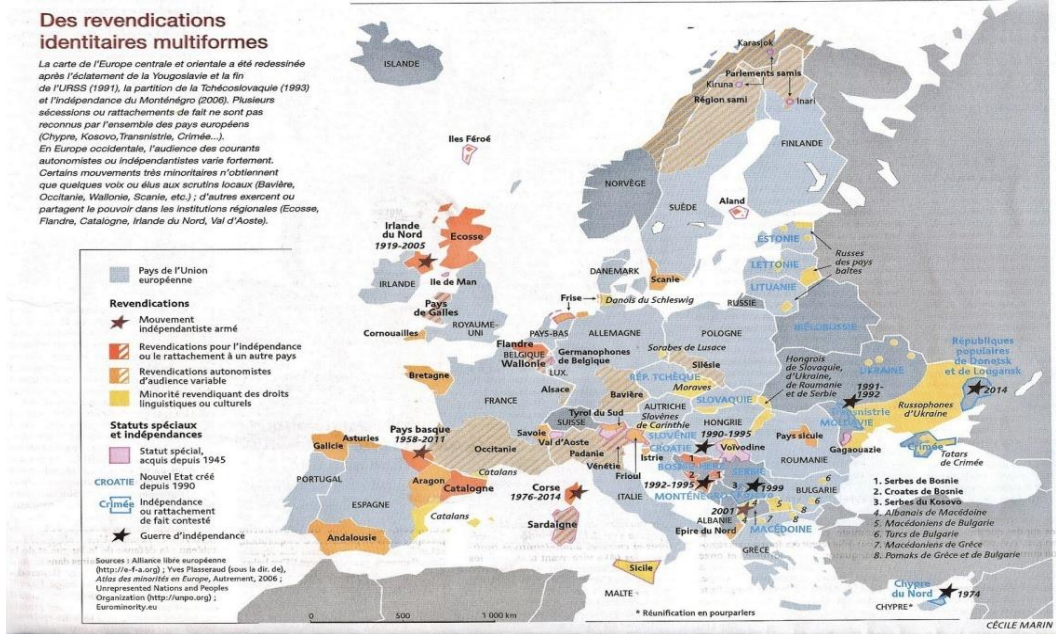 Des revendications
identitaires multiformes
La carte de l'Europe centrale et orientale a été redessinée
après l'éclatement de la Yougoslavie et la fin
de l'URSS (1991), la partition de la Tchécoslovaquie (1993)
et l'indépendance du Monténégro (2006). Plusieurs
sécessions ou rattachements de fait ne sont pas
reconnus par l'ensemble des pays européens
(Chypre, Kosovo,Transnistrie, Crimée...).
En Europe occidentale, l'audience des courants
autonomistes ou indépendantistes varie fortement.
Certains mouvements très minoritaires n'obtiennent
que quelques voix ou élus aux scrutins locaux (Bavière,
Occitanie, Wallonie, Scanie, etc.) ; d'autres exercent ou
partagent le pouvoir dans les institutions régionales (Ecosse,
Flandre, Catalogne, Irlande du Nord, Val d'Aoste).
Pays de l'Union
européenne
Revendications
Mouvement
indépendantiste armé
Revendications pour l'indépendance
ou le rattachement à un autre pays
Revendications autonomistes
d'audience variable
Minorité revendiquant des droits
linguistiques ou culturels
Statuts spéciaux
et indépendances
Statut spécial,
acquis depuis 1945
CROATIE
Nouvel Etat créé
depuis 1990
Crimée
Indépendance
ou rattachement
de fait contesté
Guerre d'indépendance
Sources : Alliance libre européenne
(http://e-f-a.org) ; Yves Plasseraud (sous la dir. de),
Atlas des minorités en Europe, Autrement, 2006 ;
Unrepresented Nations and Peoples
Organization (http://unpo.org) ;
Eurominority.eu
ISLANDE
Karasjok
Parlements samis
Kiruna
Région sami
Inari
Iles Féroé
FINLANDE
NORVÈGE
SUÈDE
Aland
Irlande
du Nord
1919-2005
Ecosse
ESTONIE
Russes
des pays
baltes
LETTONIE
LITUANIE
DANEMARK
Scanie
Ile de Man
IRLANDE
Frise
Danois du Schleswig
RUSSIE
Pays
de Galles
ROYAUME-
UNI
PAYS-BAS
ALLEMAGNE
POLOGNE
BIÉLORUSSIE
Cornouailles
Flandre
BELGIQUE
Wallonie
Germanophones
de Belgique
LUX.
Sorabes de Lusace
Silésie
RÉP. TCHÈQUE
Moraves
Hongrois
de Slovaquie,
d'Ukraine,
de Roumanie
et de Serbie
UKRAINE
Républiques
populaires
de Donetsk
et de Lougansk
2014
Bretagne
FRANCE
Alsace
Bavière
SLOVAQUIE
1991-
1992
Transnistrie
MOLDAVIE
Russophones
d'Ukraine
Tyrol du Sud
SUISSE
AUTRICHE
Slovènes
de Carinthie
HONGRIE
Pays basque
1958-2011
Savoie
Val d'Aoste
SLOVÉNIE
1990-1995
CROATIE
Voïvodine
Pays sicule
ROUMANIE
Gagaouazie
Crimée
Tatars
de Crimée
Galicie
Asturies
Occitanie
Padanie
Vénétie
Frioul
Istrie
1
1
2
SERBIE
3
1999
Catalans
Aragon
Catalogne
Corse
1976-2014
1992-1995
MONTÉNÉGRO
BULGARIE
6
6
PORTUGAL
ESPAGNE
Catalans
ITALIE
2001
4
5
7
8
ALBANIE
MACÉDOINE
Epire du Nord
Sardaigne
Andalousie
GRÈCE
Sicile
MALTE
1. Serbes de Bosnie
2. Croates de Bosnie
3. Serbes du Kosovo
4. Albanais de Macédoine
5. Macédoniens de Bulgarie
6. Turcs de Bulgarie
7. Macédoniens de Grèce
8. Pomaks de Grèce et de Bulgarie
Chypre
du Nord
1974
CHYPRE*
0 500 1 000 km
* Réunification en pourparlers
CÉCILE MARIN